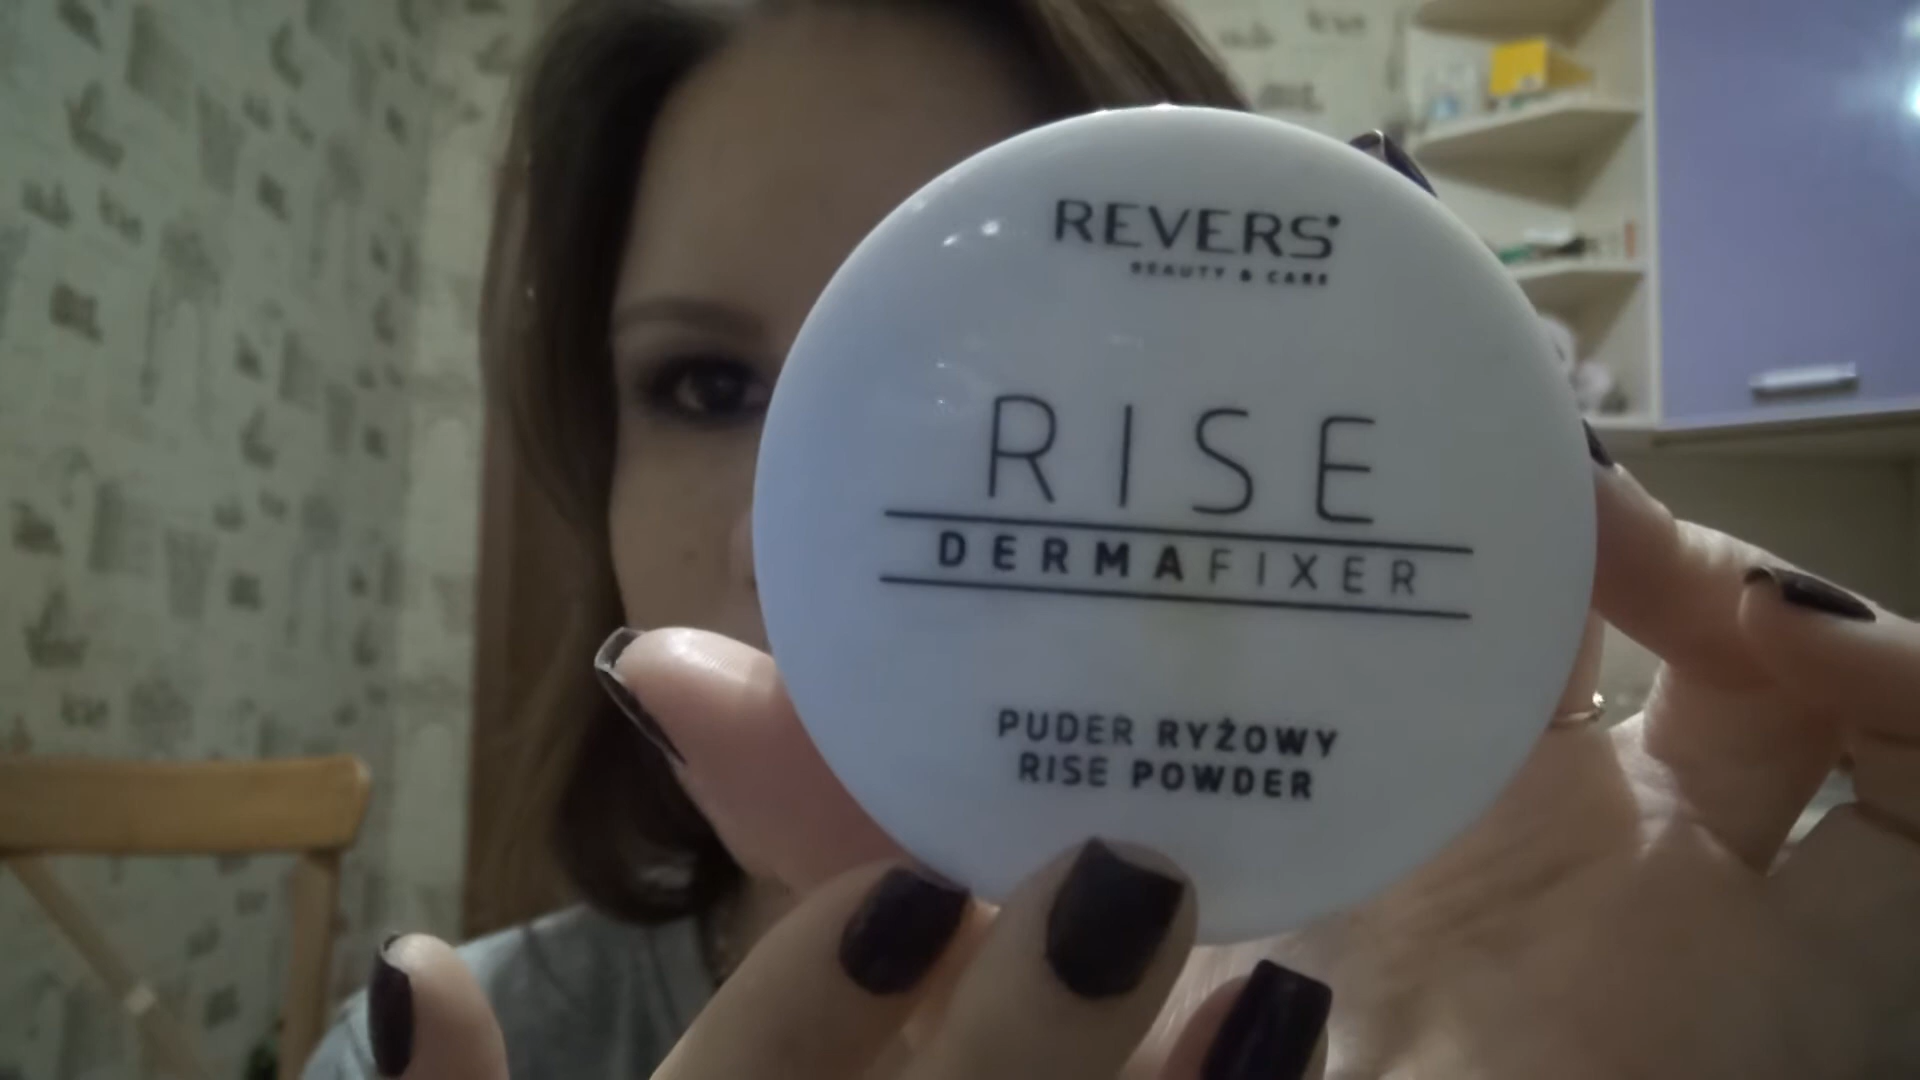 REVERS'
BEAUTY & CARE
RISE
DERMAFIXER
PUDER RYŻOWY
RISE POWDER